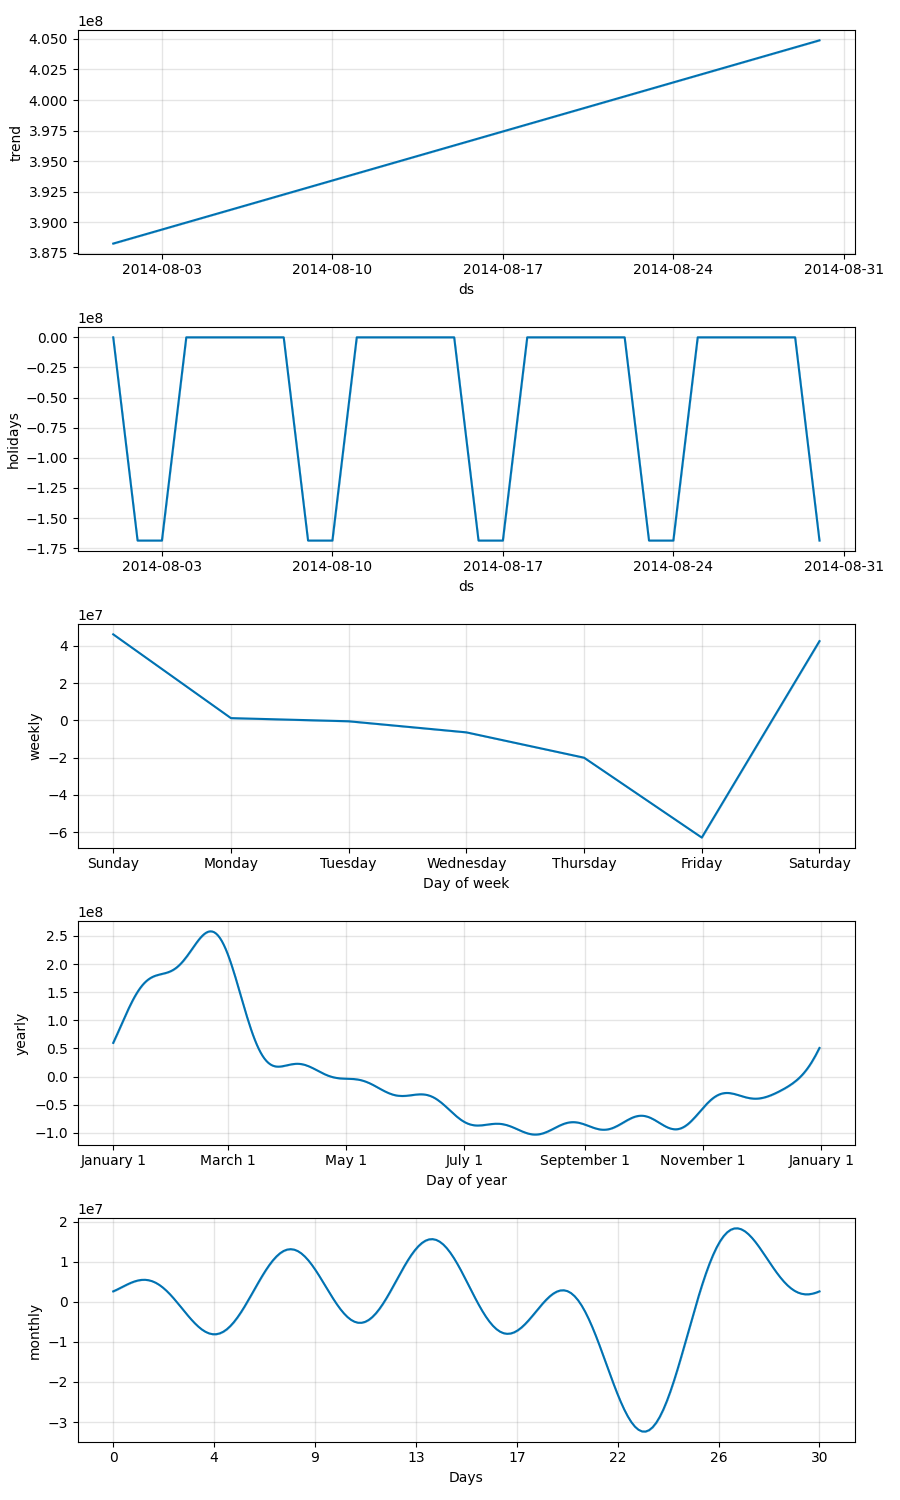 1e8
4.050
4.025
4.000
3.975
3.950
3.925
3.900
3.875
trend
2014-08-03 2014-08-10 2014-08-17 2014-08-24 2014-08-31
ds
1e8
0.00
−0.25
−0.50
−0.75
−1.00
−1.25
−1.50
−1.75
holidays
2014-08-03 2014-08-10 2014-08-17 2014-08-24 2014-08-31
ds
1e7
4
2
0
−2
−4
−6
weekly
Sunday Monday Tuesday Wednesday Thursday Friday Saturday
Day of week
1e8
2.5
2.0
1.5
1.0
0.5
0.0
−0.5
−1.0
yearly
January 1 March 1 May 1 July 1 September 1 November 1 January 1
Day of year
1e7
2
1
0
−1
−2
−3
monthly
0 4 9 13 17 22 26 30
Days